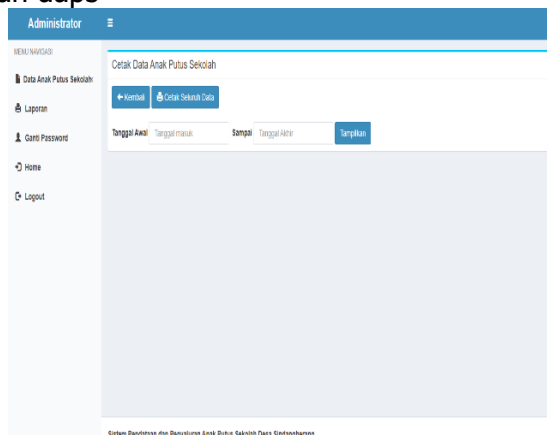 Administrator
MENU NAVIGASI
Data Anak Putus Sekolah
Laporan
Ganti Password
Home
Logout
Cetak Data Anak Putus Sekolah
Kembali Cetak Seluruh Data
Tanggal Awal Tanggal masuk Sampai Tanggal Akhir Tampilkan
Sistem Pendataan dan Penyaluran Anak Putus Sekolah Desa Sindangherang